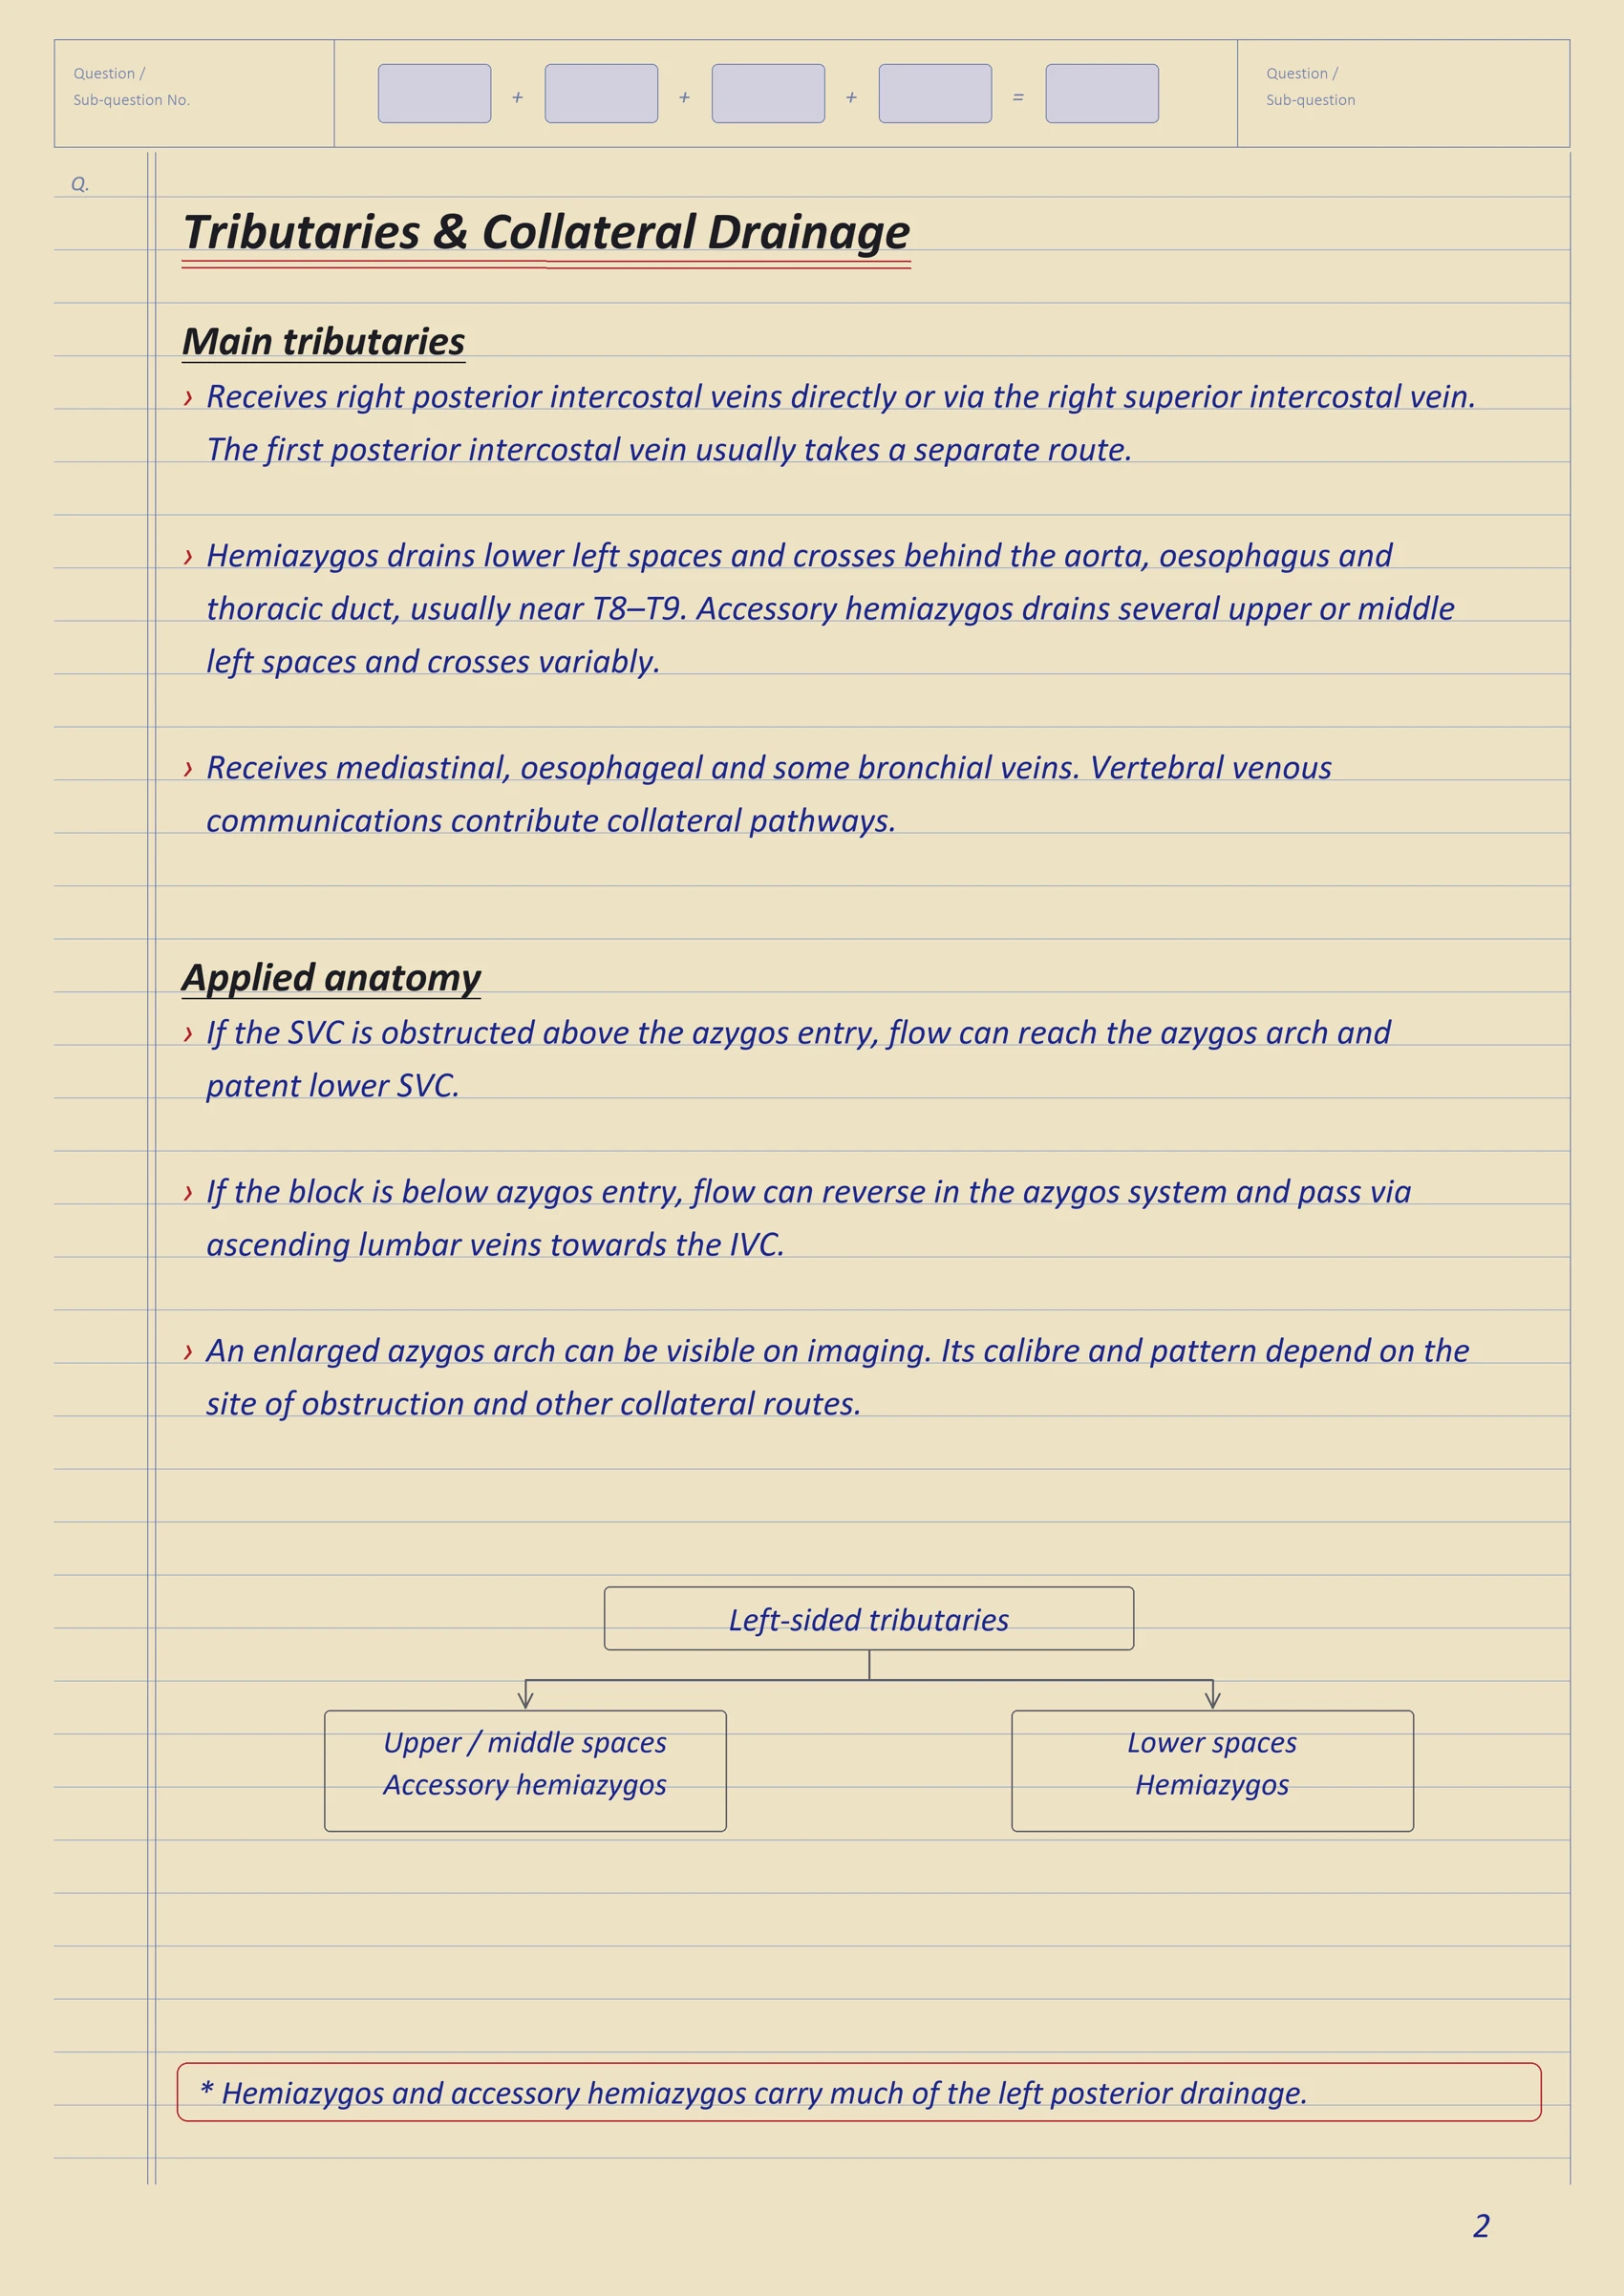 Question /
Sub-question No.
+ + + =
Question /
Sub-question
Q.
Tributaries & Collateral Drainage
Main tributaries
› Receives right posterior intercostal veins directly or via the right superior intercostal vein.
The first posterior intercostal vein usually takes a separate route.
› Hemiazygos drains lower left spaces and crosses behind the aorta, oesophagus and
thoracic duct, usually near T8–T9. Accessory hemiazygos drains several upper or middle
left spaces and crosses variably.
› Receives mediastinal, oesophageal and some bronchial veins. Vertebral venous
communications contribute collateral pathways.
Applied anatomy
› If the SVC is obstructed above the azygos entry, flow can reach the azygos arch and
patent lower SVC.
› If the block is below azygos entry, flow can reverse in the azygos system and pass via
ascending lumbar veins towards the IVC.
› An enlarged azygos arch can be visible on imaging. Its calibre and pattern depend on the
site of obstruction and other collateral routes.
Left-sided tributaries
Upper / middle spaces
Accessory hemiazygos
Lower spaces
Hemiazygos
* Hemiazygos and accessory hemiazygos carry much of the left posterior drainage.
2